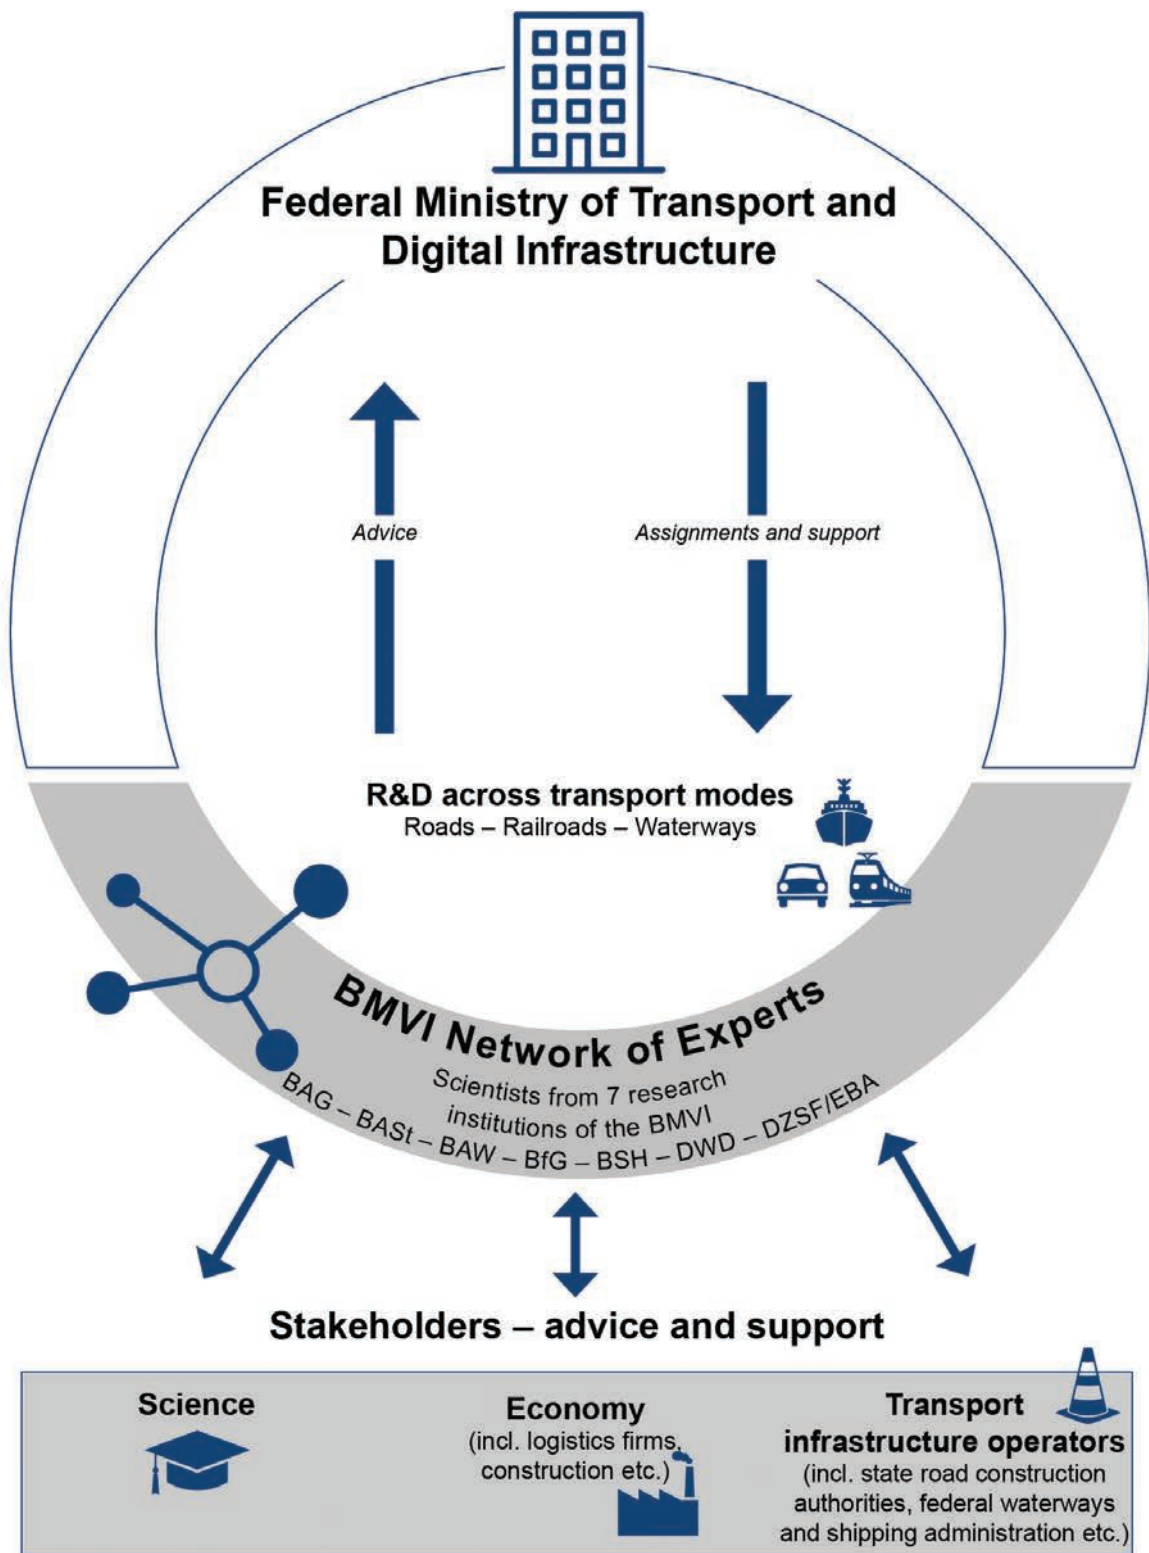 Federal Ministry of Transport and
Digital Infrastructure
Advice
Assignments and support
R&D across transport modes
Roads – Railroads – Waterways
BMVI Network of Experts
Scientists from 7 research
institutions of the BMVI
BAG – BASt – BAW – BfG – BSH – DWD – DZSF/EBA
Stakeholders – advice and support
Science
Economy
(incl. logistics firms,
construction etc.)
Transport
infrastructure operators
(incl. state road construction
authorities, federal waterways
and shipping administration etc.)